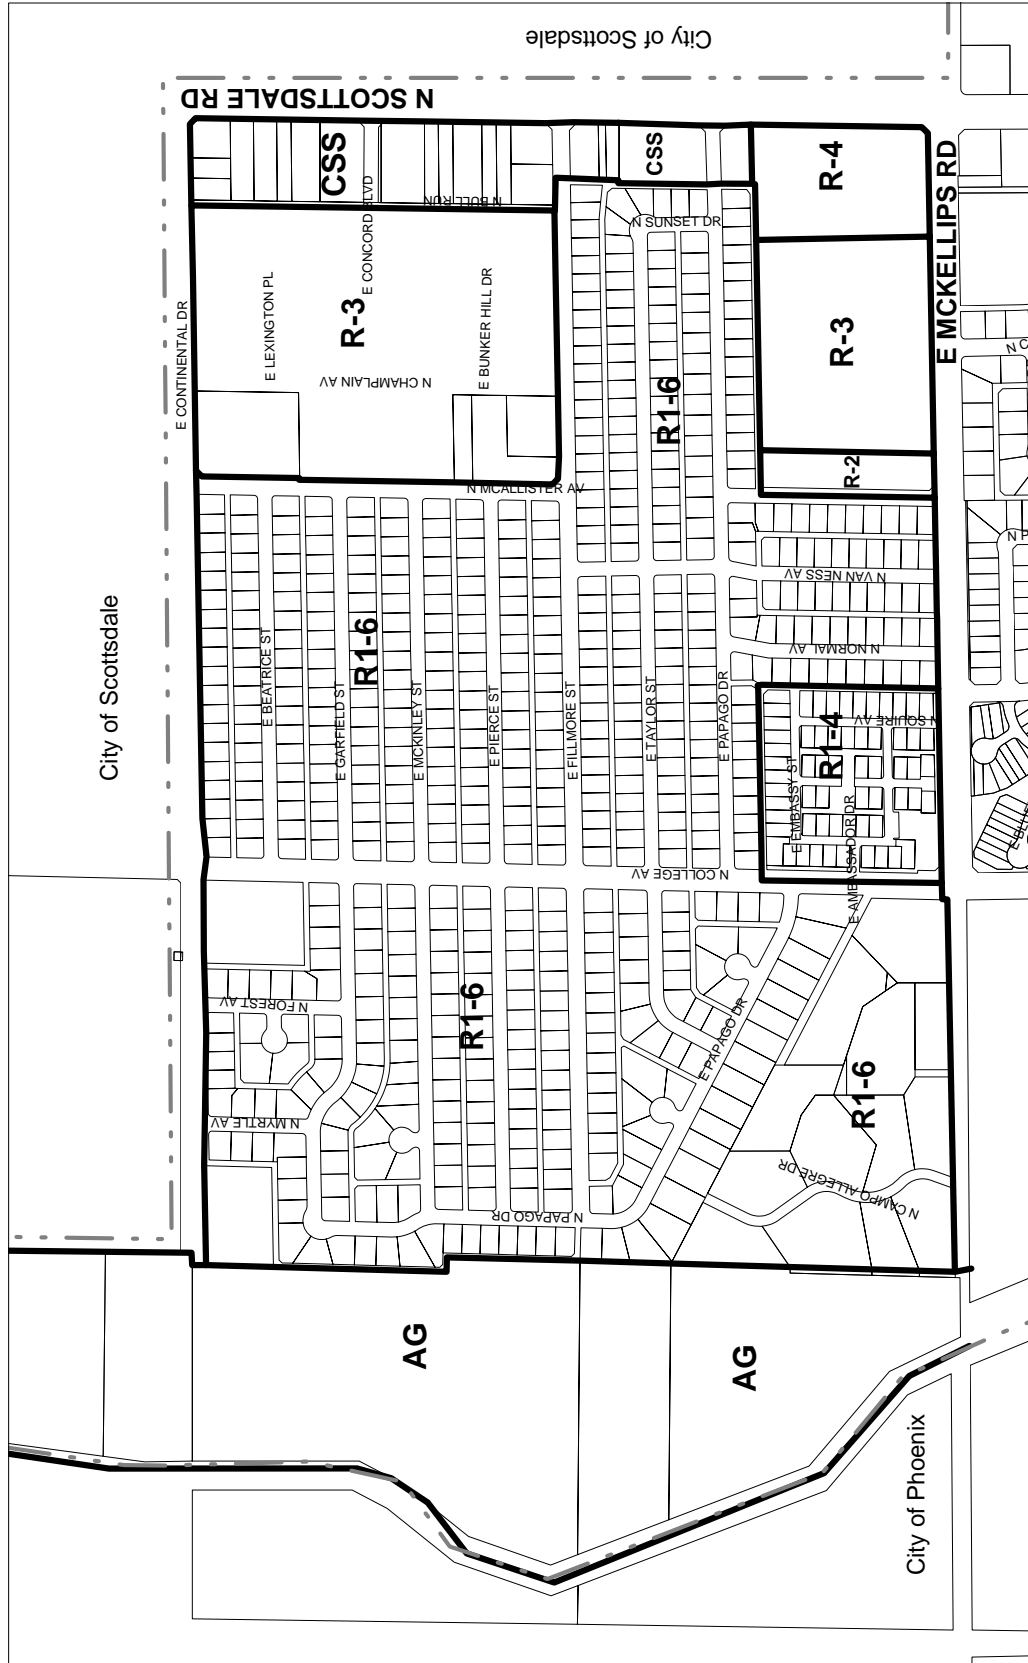 City of Scottsdale
N SCOTTSDALE RD
CSS
CSS
R-4
E MCKELLIPS RD
N BULL RUN
E CONCORD BLVD
N SUNSET DR
E CONTINENTAL DR
E LEXINGTON PL
R-3
N CHAMPLAIN AV
E BUNKER HILL DR
R1-6
R-3
R-2
N MCALLISTER AV
N VAN NESS AV
N NORMAL AV
City of Scottsdale
E BEATRICE ST
R1-6
E GARFIELD ST
E MCKINLEY ST
E PIERCE ST
E FILLMORE ST
E TAYLOR ST
E PAPAGO DR
R1-4
N SQUIRE AV
E EMBASSY ST
E AMBASSADOR DR
N COLLEGE AV
N FOREST AV
R1-6
E PAPAGO DR
R1-6
N MYRTLE AV
N CAMPO ALLEGRE DR
N PAPAGO DR
AG
AG
City of Phoenix
N C
N P